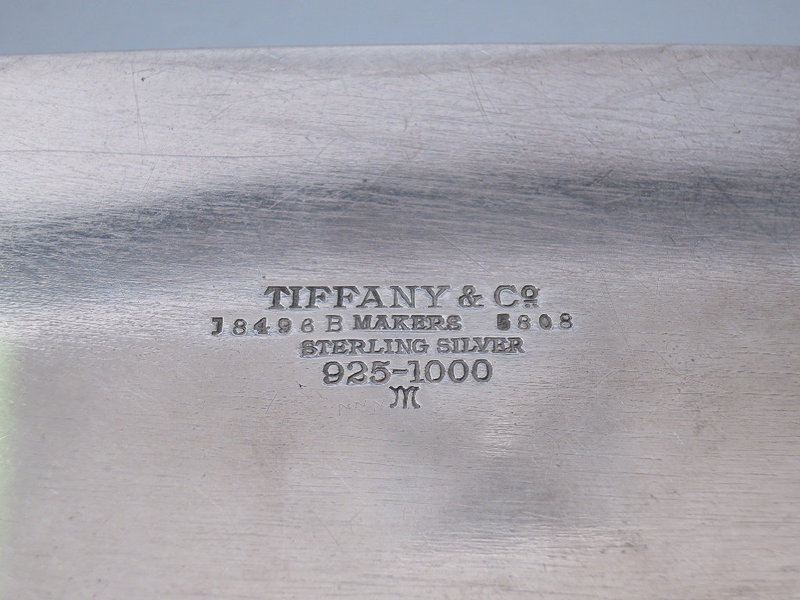 TIFFANY & Cº
18496 B MAKERS 5808
STERLING SILVER
925-1000
M